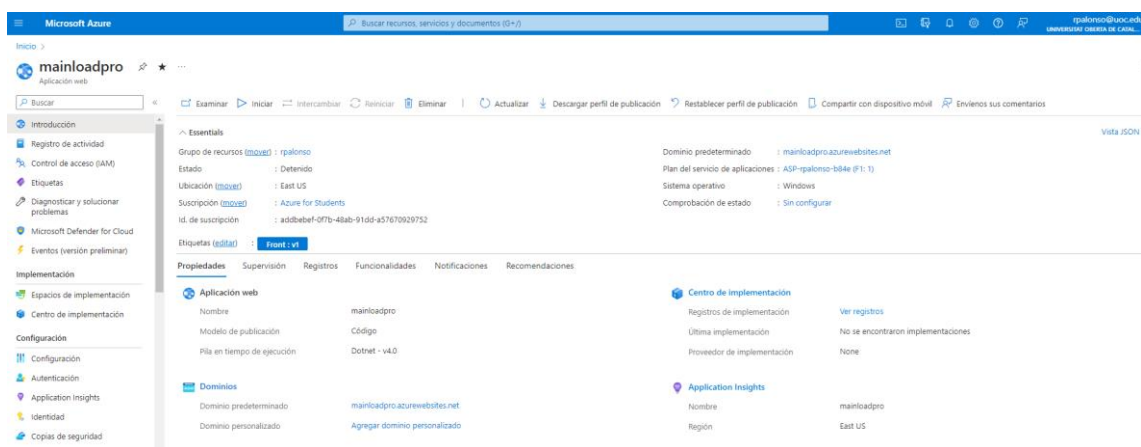 Microsoft Azure
Buscar recursos, servicios y documentos (G+/)
rpalonso@uoc.edu
UNIVERSITAT OBERTA DE CATAL...
Inicio >
mainloadpro
Aplicación web
Buscar
Examinar Iniciar Intercambiar Reiniciar Eliminar Actualizar Descargar perfil de publicación Restablecer perfil de publicación Compartir con dispositivo móvil Envíenos sus comentarios
Introducción
Registro de actividad
Control de acceso (IAM)
Etiquetas
Diagnosticar y solucionar
problemas
Microsoft Defender for Cloud
Eventos (versión preliminar)
Implementación
Espacios de implementación
Centro de implementación
Configuración
Configuración
Autenticación
Application Insights
Identidad
Copias de seguridad
Essentials
Vista JSON
Grupo de recursos (mover) : rpalonso
Estado : Detenido
Ubicación (mover) : East US
Suscripción (mover) : Azure for Students
Id. de suscripción : addbebef-0f7b-48ab-91dd-a57670929752
Dominio predeterminado : mainloadpro.azurewebsites.net
Plan del servicio de aplicaciones : ASP-rpalonso-b84e (F1: 1)
Sistema operativo : Windows
Comprobación de estado : Sin configurar
Etiquetas (editar) : Front : v1
Propiedades Supervisión Registros Funcionalidades Notificaciones Recomendaciones
Aplicación web
Nombre mainloadpro
Modelo de publicación Código
Pila en tiempo de ejecución Dotnet - v4.0
Dominios
Dominio predeterminado mainloadpro.azurewebsites.net
Dominio personalizado Agregar dominio personalizado
Centro de implementación
Registros de implementación Ver registros
Última implementación No se encontraron implementaciones
Proveedor de implementación None
Application Insights
Nombre mainloadpro
Región East US